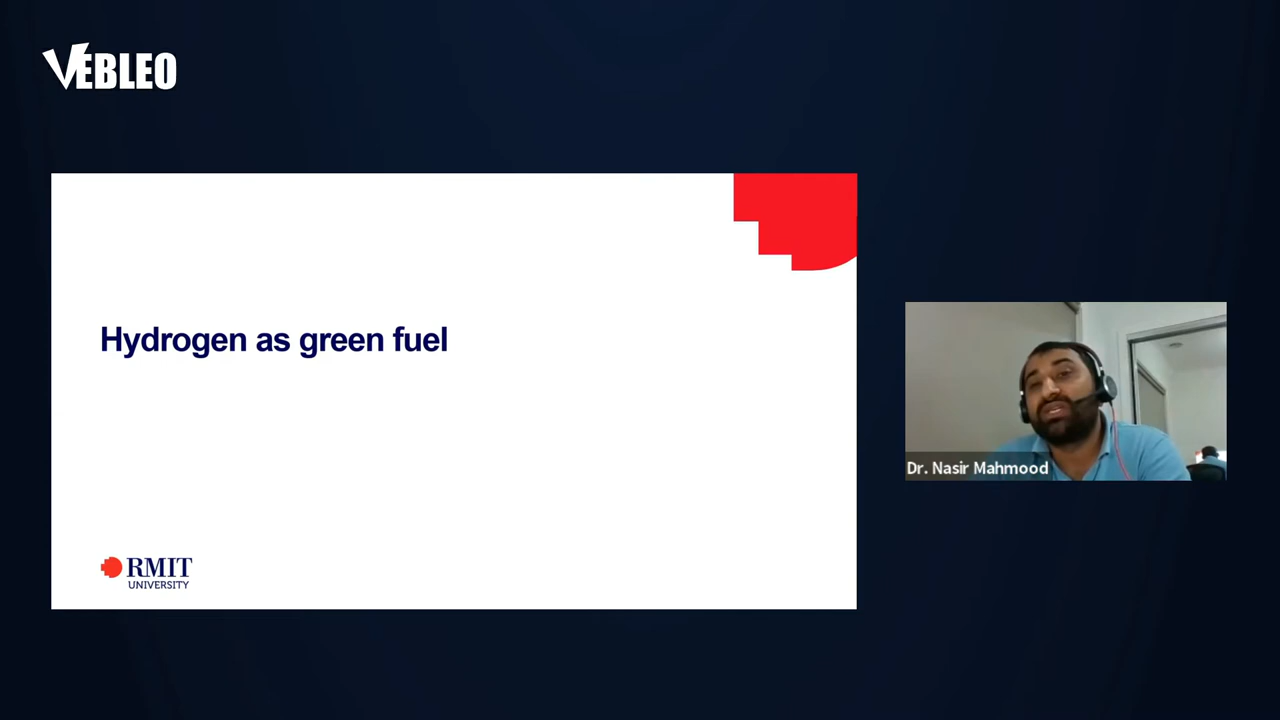 VEBLEO
Hydrogen as green fuel
RMIT
UNIVERSITY
Dr. Nasir Mahmood